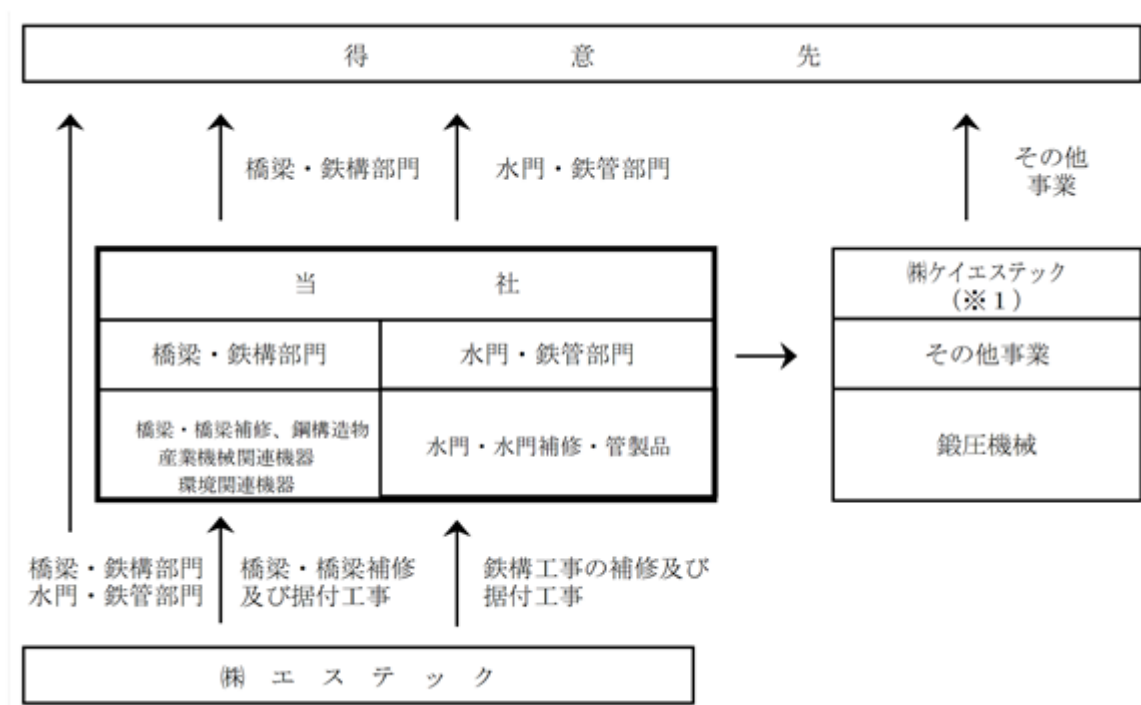 得意先
橋梁・鉄構部門
水門・鉄管部門
その他
事業
当社
橋梁・鉄構部門
水門・鉄管部門
橋梁・橋梁補修、鋼構造物
産業機械関連機器
環境関連機器
水門・水門補修・管製品
㈱ケイエステック
(※1)
その他事業
鍛圧機械
橋梁・鉄構部門
水門・鉄管部門
橋梁・橋梁補修
及び据付工事
鉄構工事の補修及び
据付工事
㈱エステック